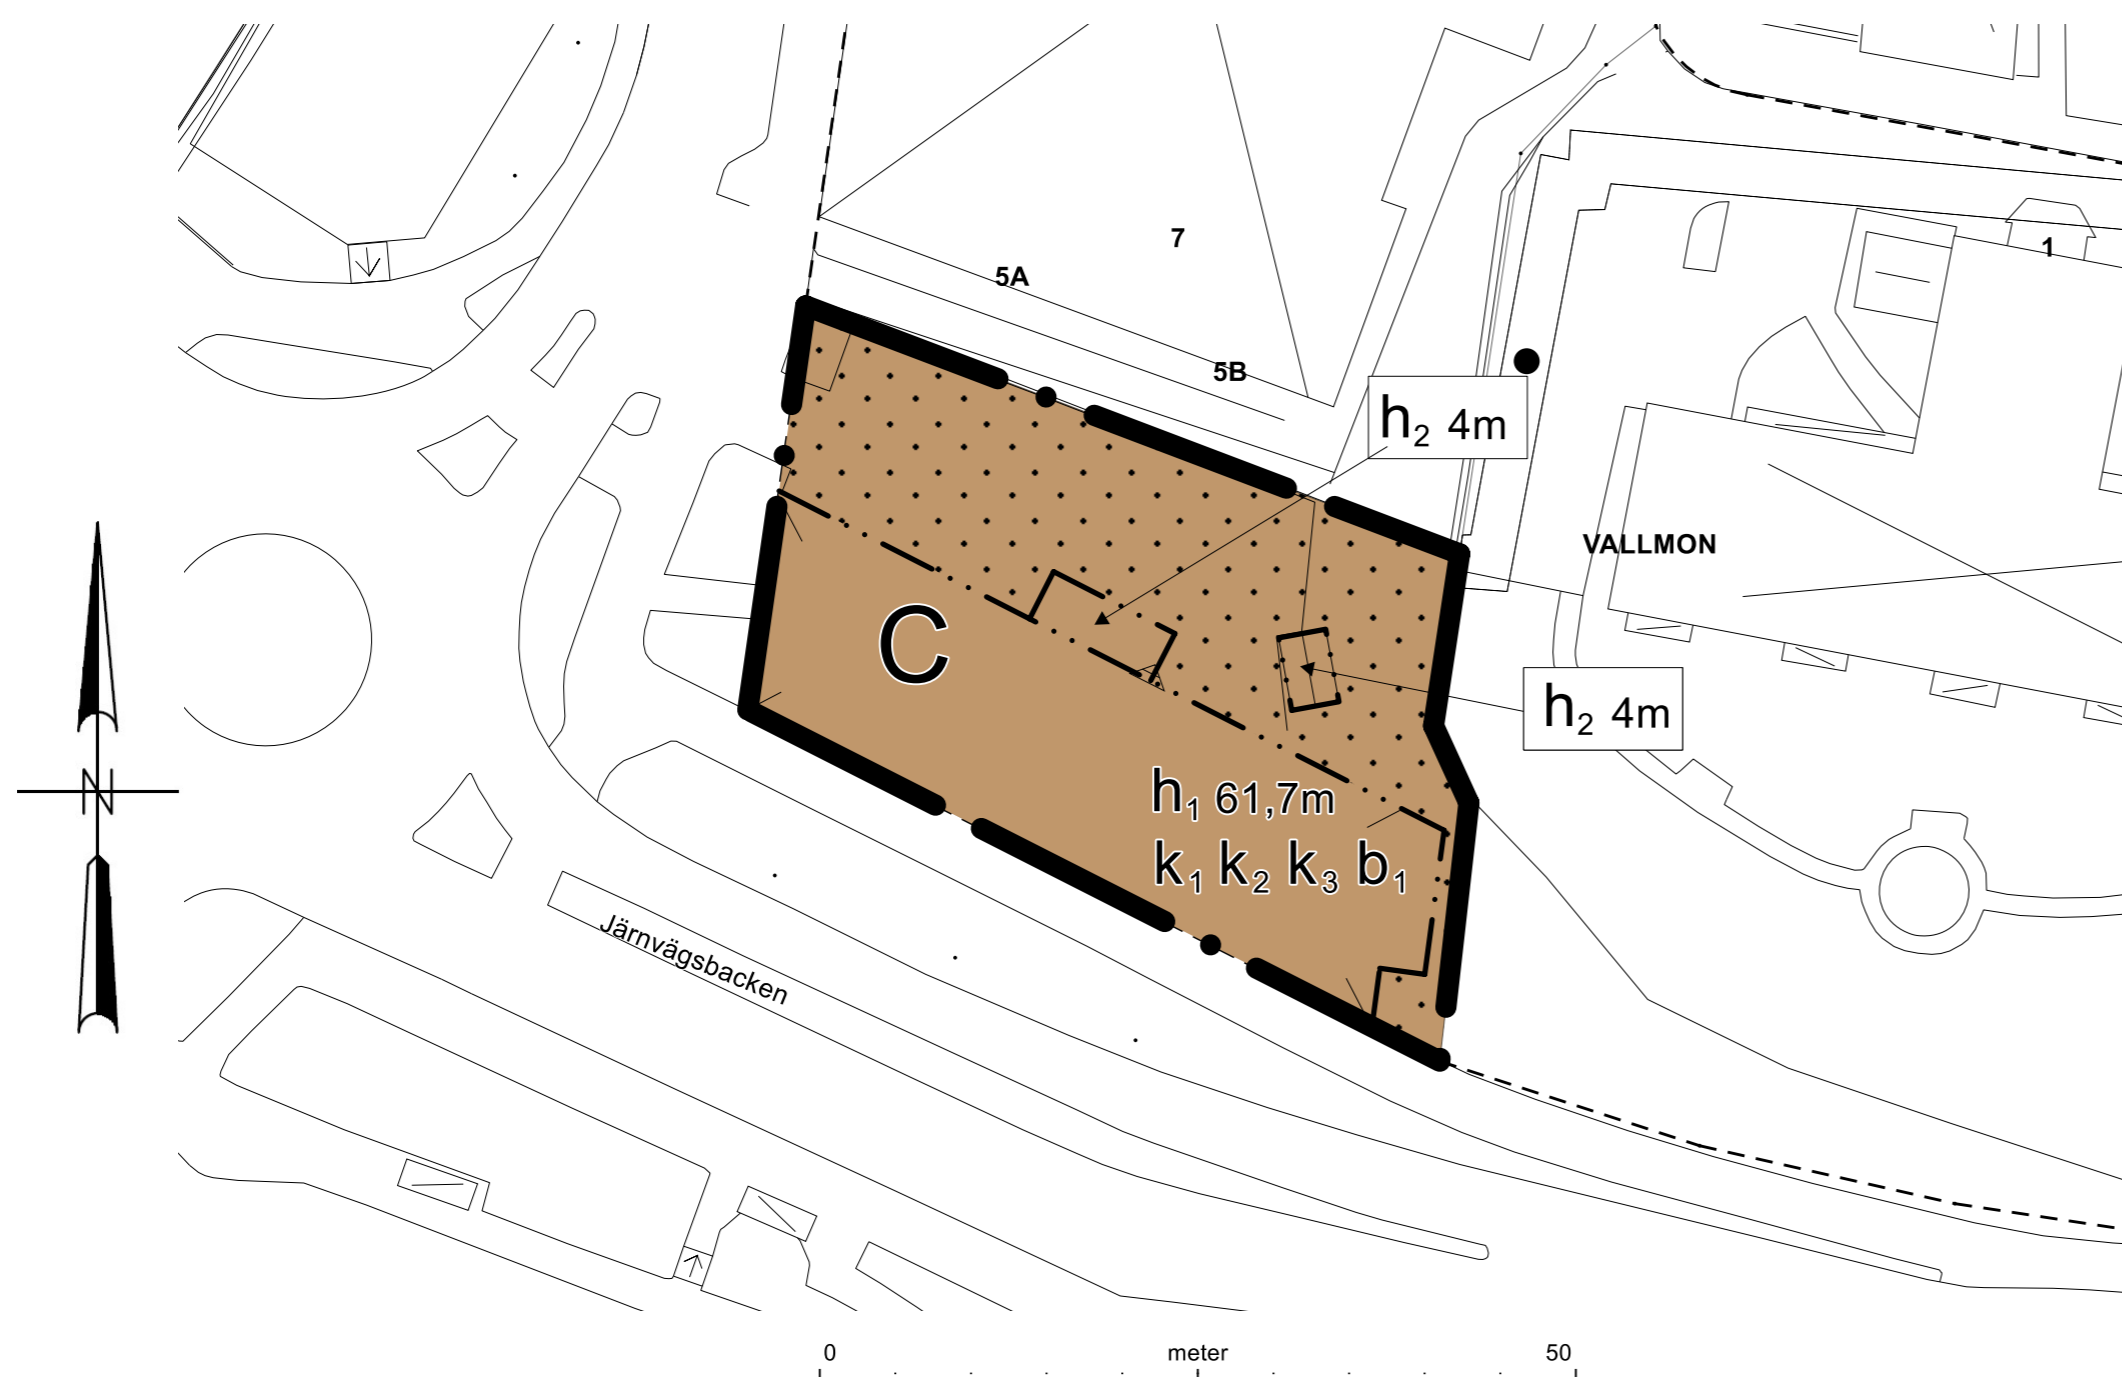 7
5A
1
5B
h₂ 4m
VALLMON
C
h₂ 4m
N
h₁ 61,7m
k₁ k₂ k₃ b₁
Järnvägsbacken
0 meter 50